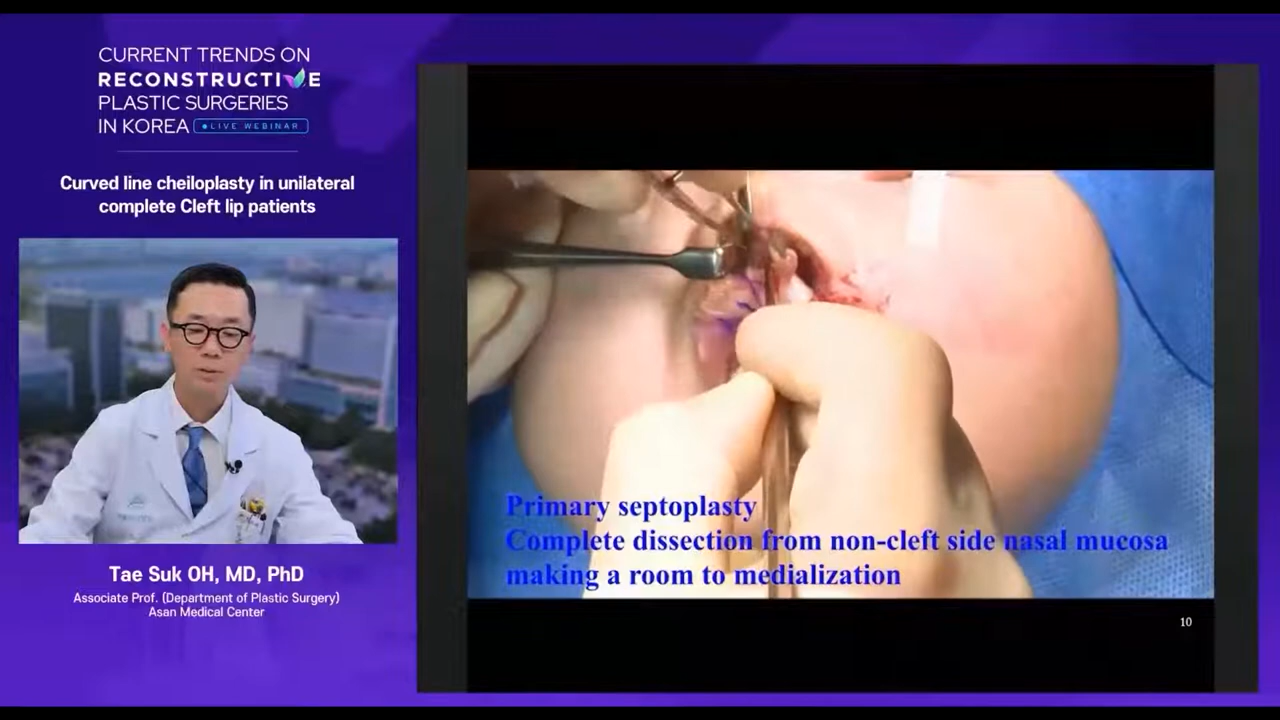 CURRENT TRENDS ON
RECONSTRUCTIVE
PLASTIC SURGERIES
IN KOREA LIVE WEBINAR
Curved line cheiloplasty in unilateral
complete Cleft lip patients
Tae Suk OH, MD, PhD
Associate Prof. (Department of Plastic Surgery)
Asan Medical Center
Primary septoplasty
Complete dissection from non-cleft side nasal mucosa
making a room to medialization
10